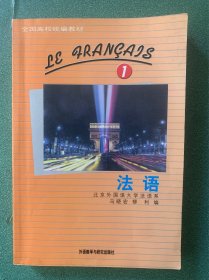 全国高校统编教材
LE FRANÇAIS
1
法语
北京外国语大学法语系
马晓宏 柳利 编
外语教学与研究出版社